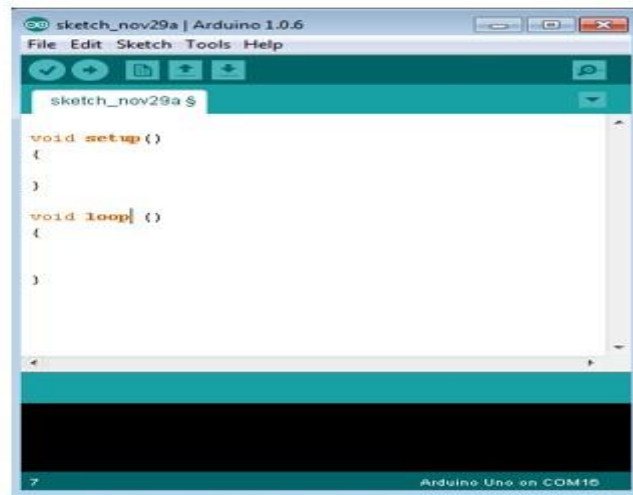 sketch_nov29a | Arduino 1.0.6
File Edit Sketch Tools Help
sketch_nov29a §
void setup()
{
}
void loop ()
{
}
7 Arduino Uno on COM16